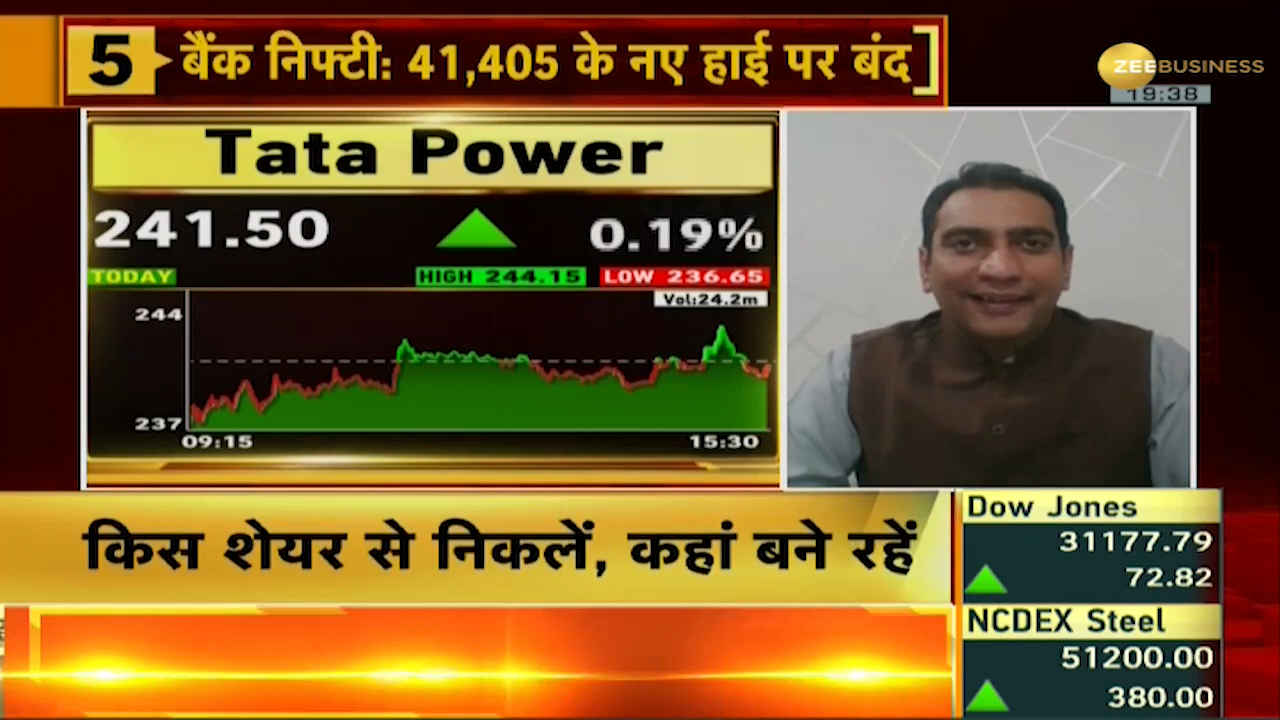 5 बैंक निफ्टी: 41,405 के नए हाई पर बंद
ZEEBUSINESS
19:38
Tata Power
241.50 0.19%
TODAY HIGH 244.15 LOW 236.65
Vol:24.2m
244
237
09:15 15:30
किस शेयर से निकलें, कहां बने रहें
Dow Jones
31177.79
72.82
NCDEX Steel
51200.00
380.00